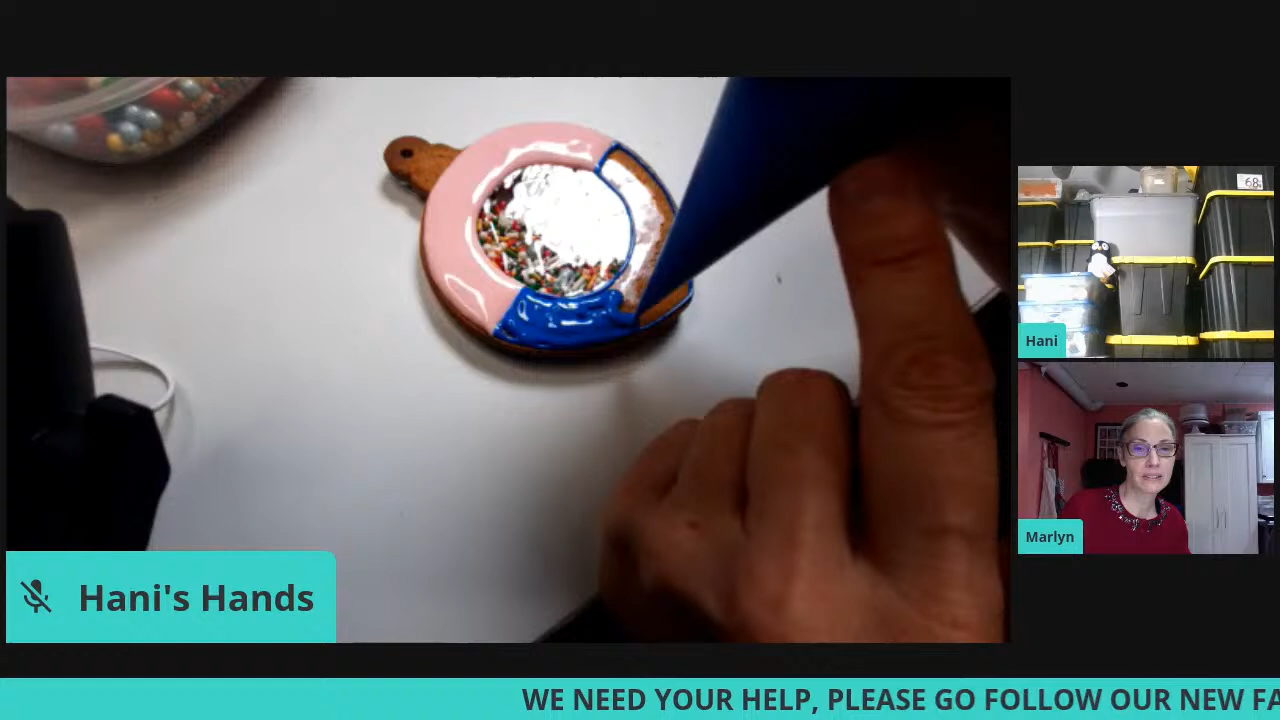 68
Hani
Marlyn
Hani's Hands
WE NEED YOUR HELP, PLEASE GO FOLLOW OUR NEW FA